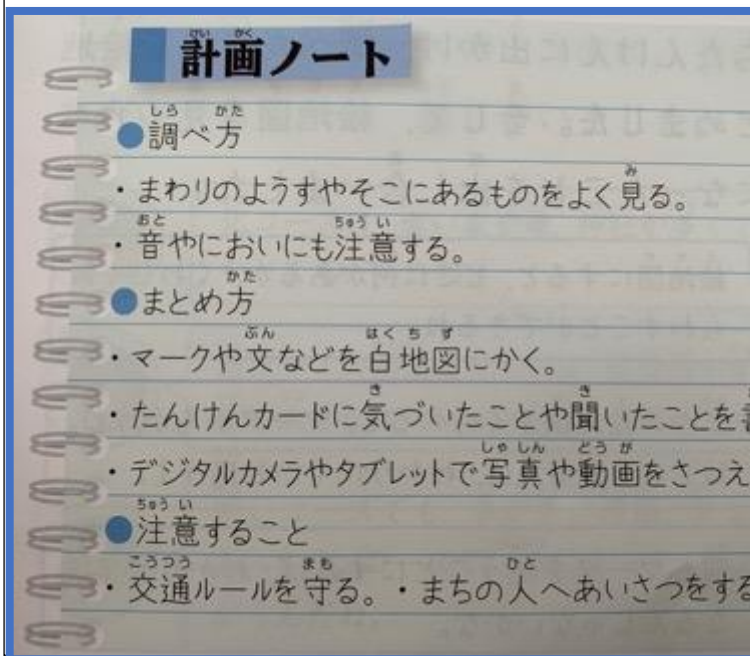 計画ノート
●調べ方
・まわりのようすやそこにあるものをよく見る。
・音やにおいにも注意する。
●まとめ方
・マークや文などを白地図にかく。
・たんけんカードに気づいたことや聞いたことを
・デジタルカメラやタブレットで写真や動画をさつえ
●注意すること
・交通ルールを守る。・まちの人へあいさつをする